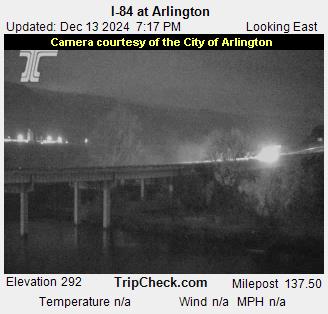 I-84 at Arlington
Updated: Dec 13 2024 7:17 PM Looking East
Camera courtesy of the City of Arlington
Elevation 292 TripCheck.com Milepost 137.50
Temperature n/a Wind n/a MPH n/a